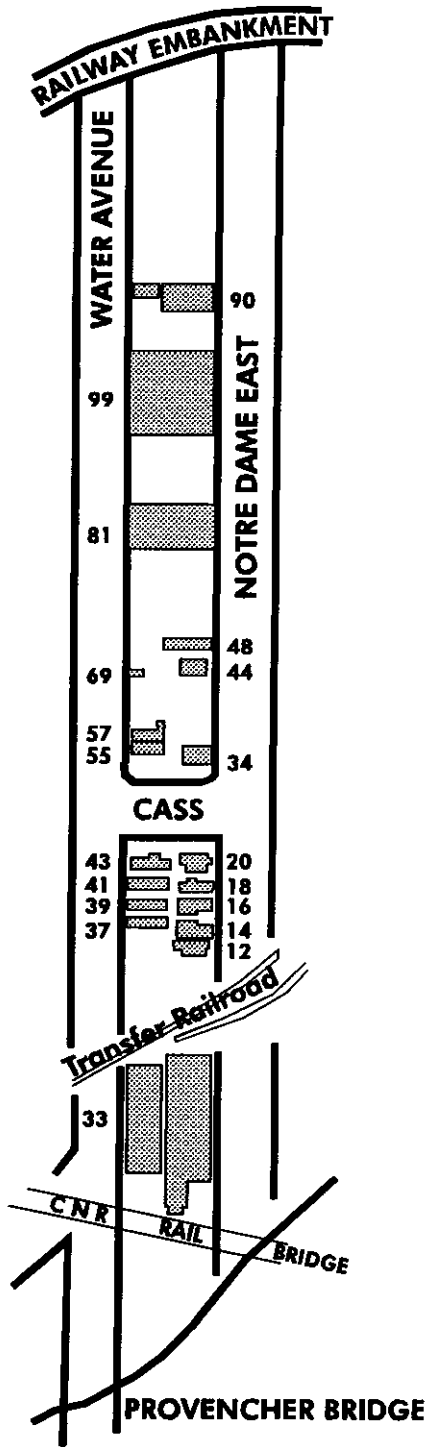 RAILWAY EMBANKMENT
WATER AVENUE
NOTRE DAME EAST
90
99
81
48
69
44
57
55
34
CASS
43
20
41
18
39
16
37
14
12
Transfer Railroad
33
CNR RAIL BRIDGE
PROVENCHER BRIDGE